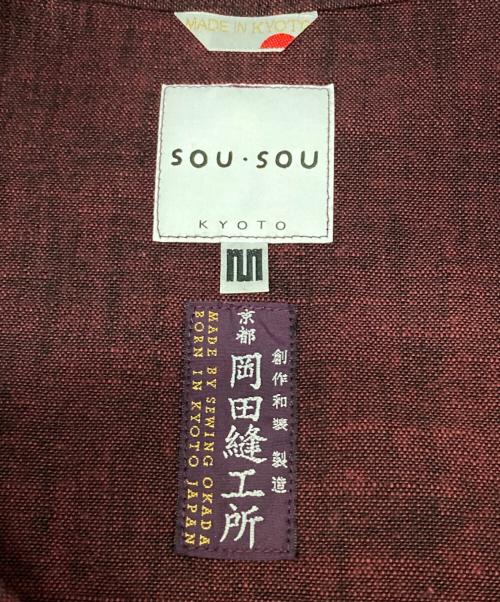 MADE IN KYOTO
SOU・SOU
KYOTO
M
創作和装 製造
京都 岡田縫工所
MADE BY SEWING OKADA
BORN IN KYOTO JAPAN